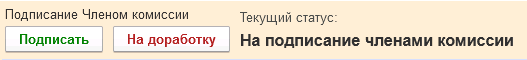 Подписание Членом комиссии
Подписать
На доработку
Текущий статус:
На подписание членами комиссии